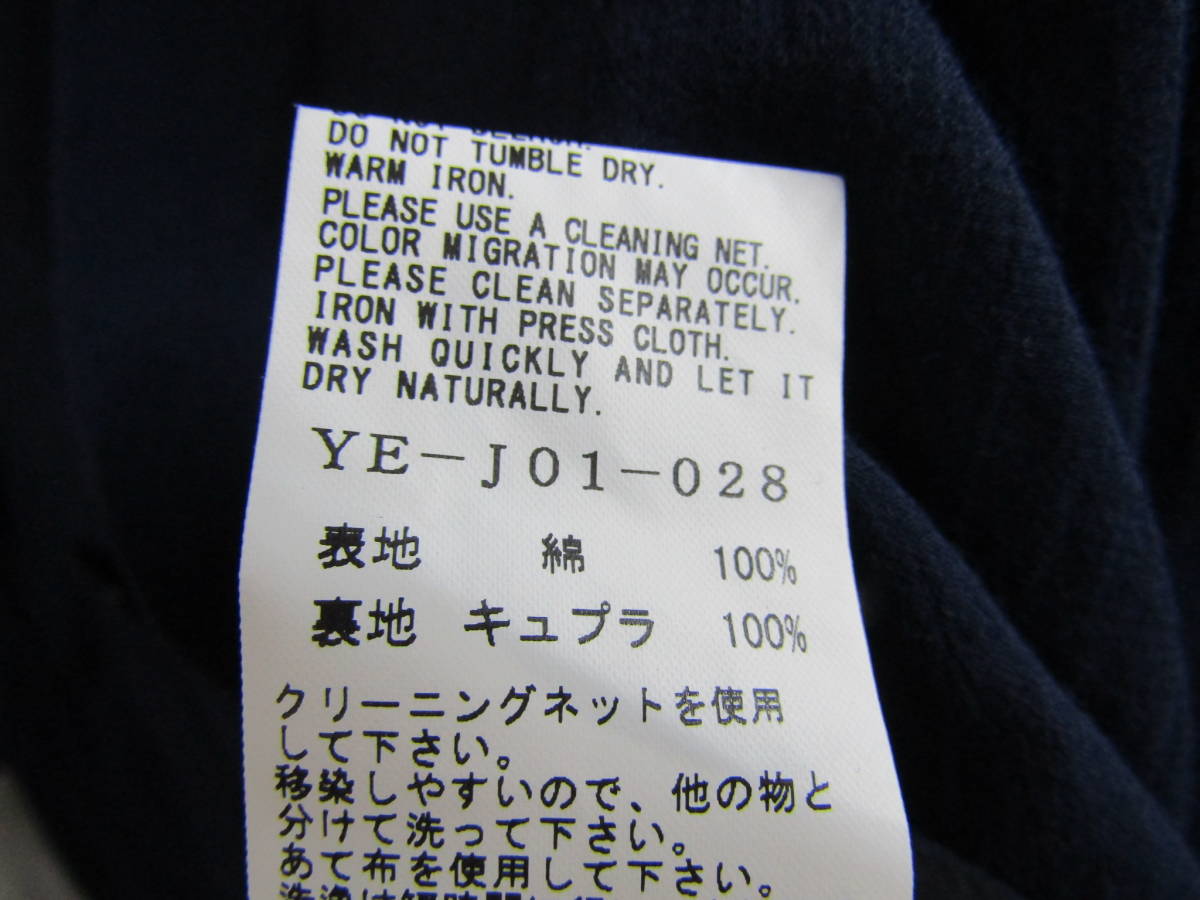 DO NOT BLEACH.
DO NOT TUMBLE DRY.
WARM IRON.
PLEASE USE A CLEANING NET.
COLOR MIGRATION MAY OCCUR.
PLEASE CLEAN SEPARATELY.
IRON WITH PRESS CLOTH.
WASH QUICKLY AND LET IT
DRY NATURALLY.
YE-J01-028
表地 綿 100%
裏地 キュプラ 100%
クリーニングネットを使用
して下さい。
移染しやすいので、他の物と
分けて洗って下さい。
あて布を使用して下さい。